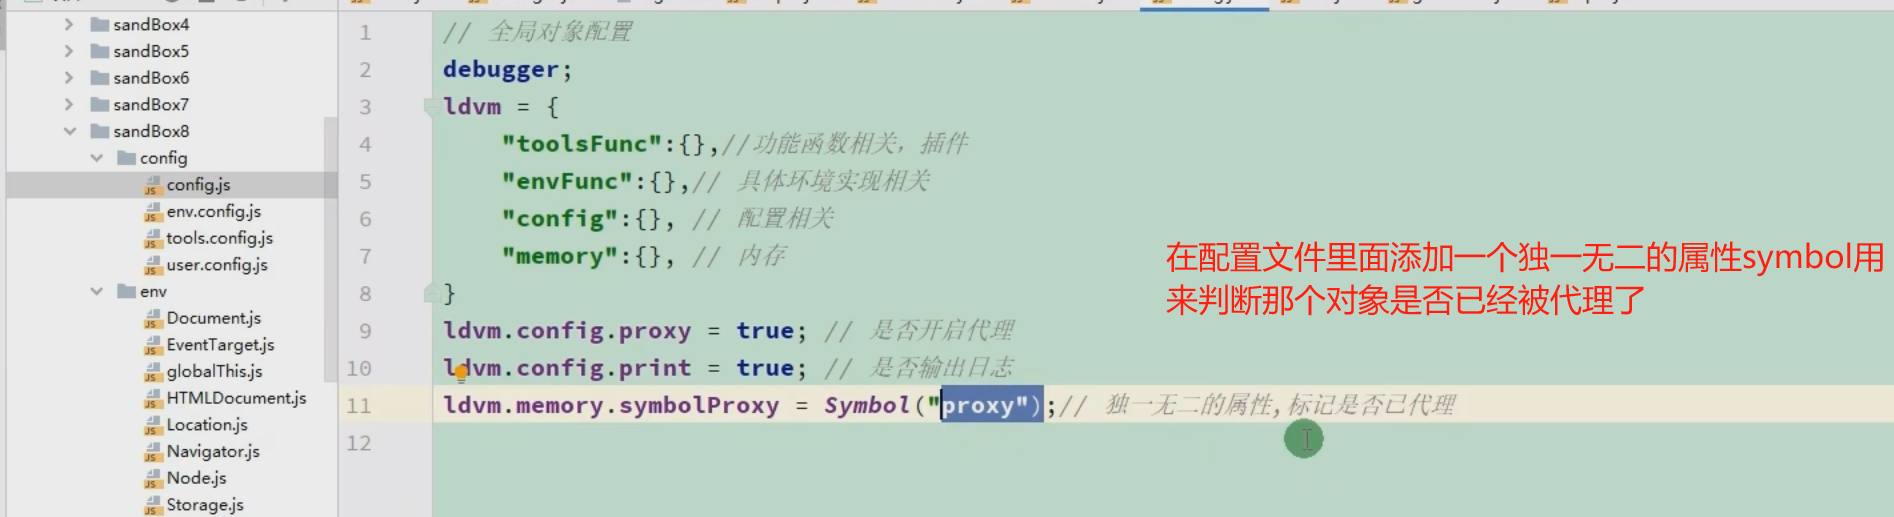 sandBox4
sandBox5
sandBox6
sandBox7
sandBox8
config
config.js
env.config.js
tools.config.js
user.config.js
env
Document.js
EventTarget.js
globalThis.js
HTMLDocument.js
Location.js
Navigator.js
Node.js
Storage.js
1 // 全局对象配置
2 debugger;
3 ldvm = {
4 "toolsFunc":{},//功能函数相关，插件
5 "envFunc":{},// 具体环境实现相关
6 "config":{}, // 配置相关
7 "memory":{}, // 内存
8 }
9 ldvm.config.proxy = true; // 是否开启代理
10 ldvm.config.print = true; // 是否输出日志
11 ldvm.memory.symbolProxy = Symbol("proxy");// 独一无二的属性,标记是否已代理
12
在配置文件里面添加一个独一无二的属性symbol用
来判断那个对象是否已经被代理了